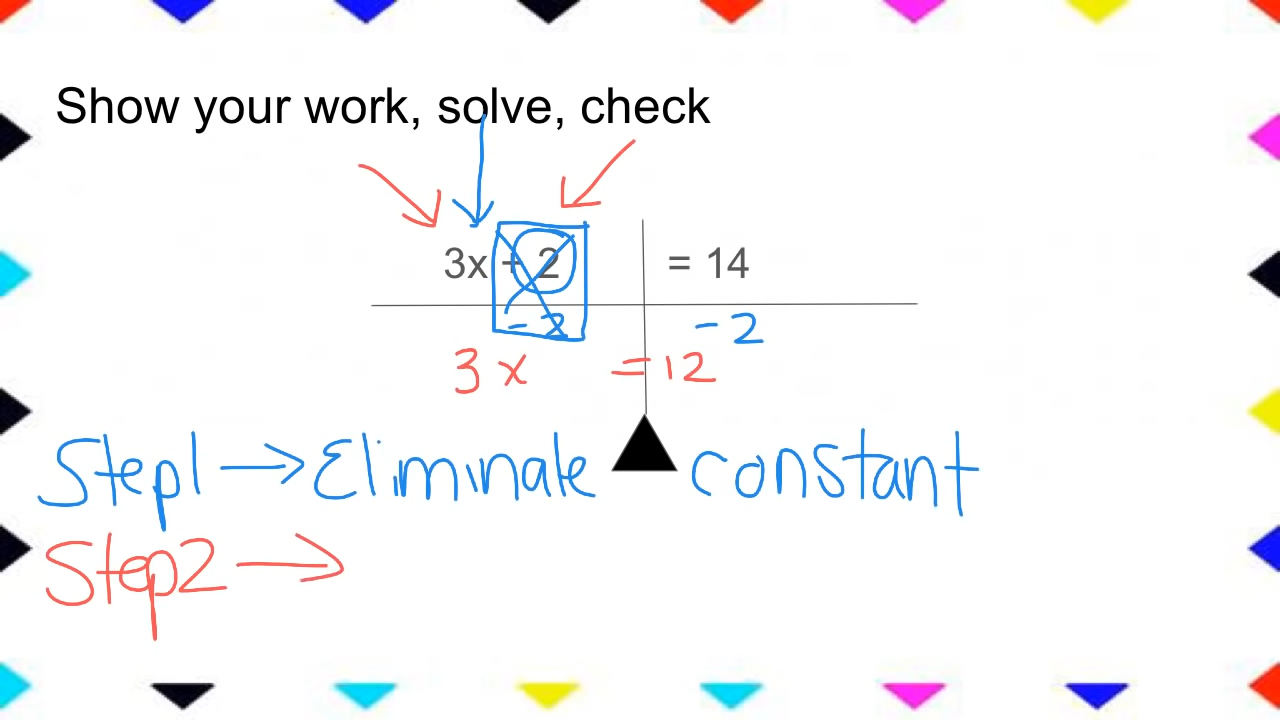 Show your work, solve, check
3x + 2 = 14
- 2 - 2
3x = 12
Step1 → Eliminate constant
Step2 →